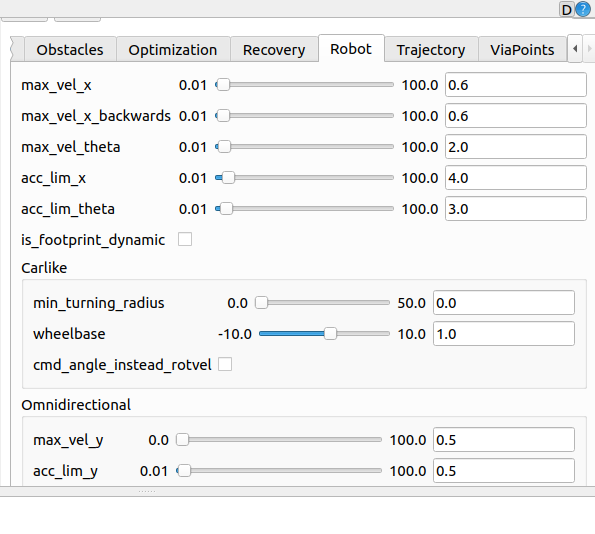 D ?
Obstacles Optimization Recovery Robot Trajectory ViaPoints
max_vel_x 0.01 100.0 0.6
max_vel_x_backwards 0.01 100.0 0.6
max_vel_theta 0.01 100.0 2.0
acc_lim_x 0.01 100.0 4.0
acc_lim_theta 0.01 100.0 3.0
is_footprint_dynamic
Carlike
min_turning_radius 0.0 50.0 0.0
wheelbase -10.0 10.0 1.0
cmd_angle_instead_rotvel
Omnidirectional
max_vel_y 0.0 100.0 0.5
acc_lim_y 0.01 100.0 0.5